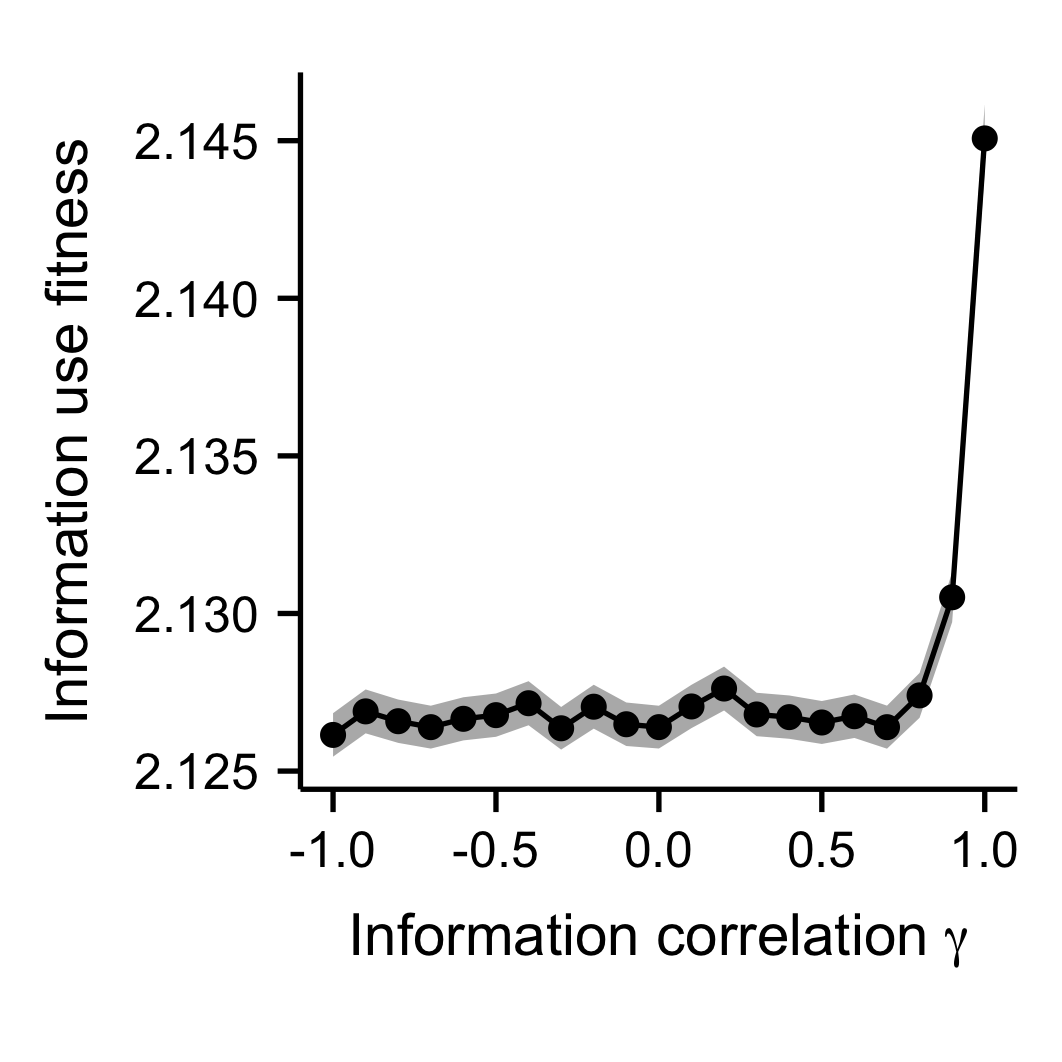 Information use fitness
2.145
2.140
2.135
2.130
2.125
-1.0 -0.5 0.0 0.5 1.0
Information correlation γ